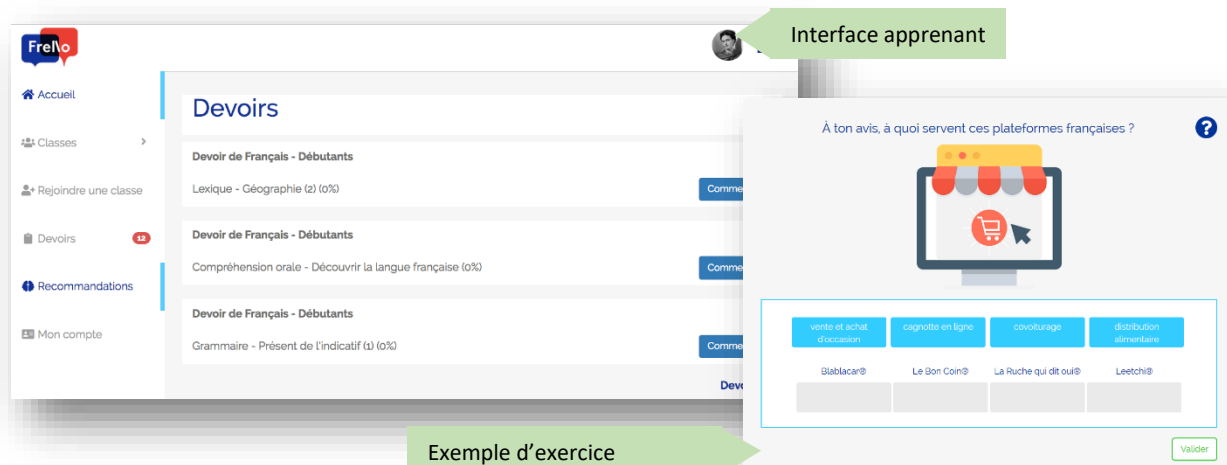 Frello
Interface apprenant
Accueil
Classes
Rejoindre une classe
Devoirs 12
Recommandations
Mon compte
Devoirs
Devoir de Français - Débutants
Lexique - Géographie (2) (0%)
Devoir de Français - Débutants
Compréhension orale - Découvrir la langue française (0%)
Devoir de Français - Débutants
Grammaire - Présent de l'indicatif (1) (0%)
À ton avis, à quoi servent ces plateformes françaises ?
vente et achat d'occasion
cagnotte en ligne
covoiturage
distribution alimentaire
Blablacar®
Le Bon Coin®
La Ruche qui dit oui®
Leetchi®
Valider
Exemple d'exercice